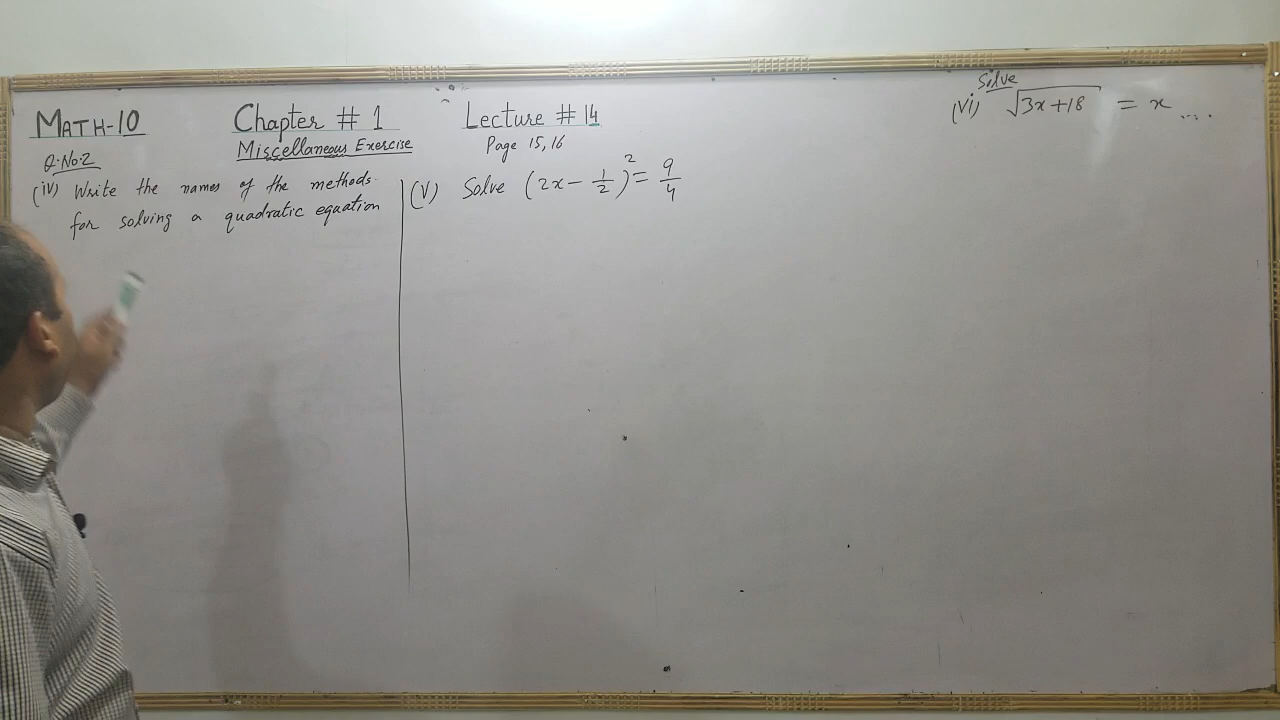 MATH-10 Chapter # 1 Lecture # 14
Miscellaneous Exercise Page 15,16
Q.No.2
(iv) Write the names of the methods.
for solving a quadratic equation
(V) Solve (2x - 1/2)² = 9/4
Solve
(Vi) √3x+18 = x ....